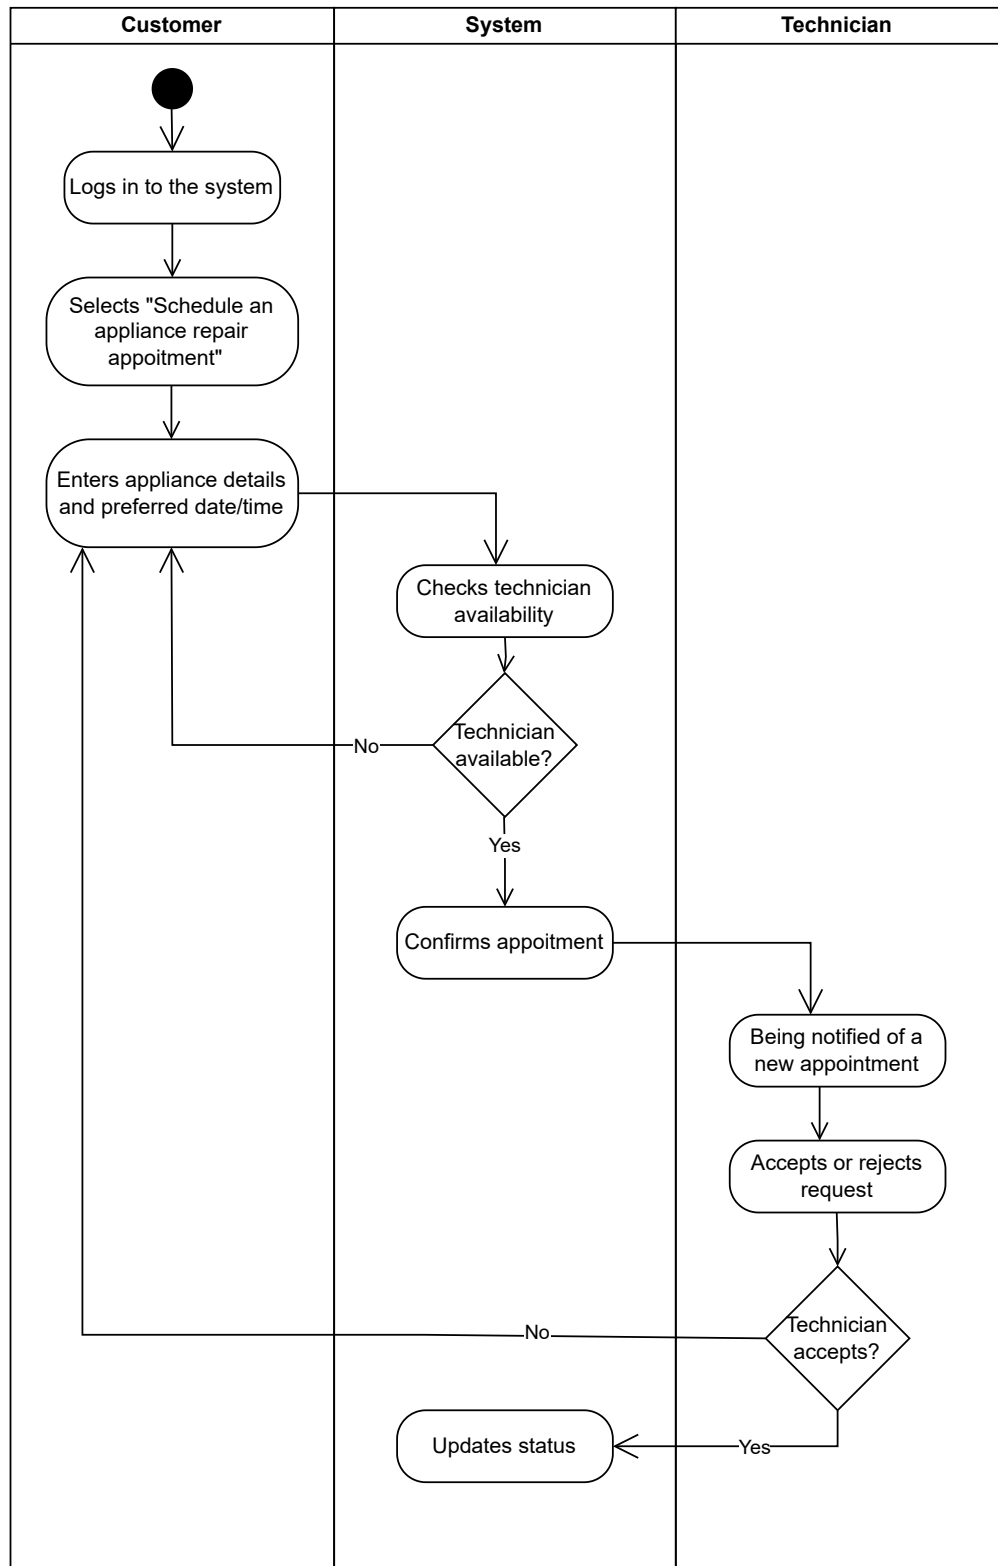 Customer
System
Technician
Logs in to the system
Selects "Schedule an
appliance repair
appoitment"
Enters appliance details
and preferred date/time
Checks technician
availability
Technician
available?
No
Yes
Confirms appoitment
Being notified of a
new appointment
Accepts or rejects
request
Technician
accepts?
No
Yes
Updates status